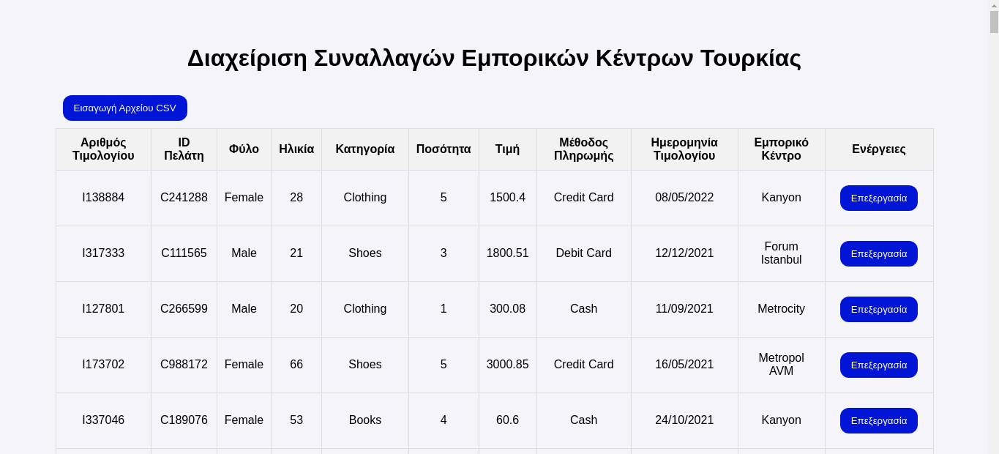 Διαχείριση Συναλλαγών Εμπορικών Κέντρων Τουρκίας
Εισαγωγή Αρχείου CSV
Αριθμός Τιμολογίου ID Πελάτη Φύλο Ηλικία Κατηγορία Ποσότητα Τιμή Μέθοδος Πληρωμής Ημερομηνία Τιμολογίου Εμπορικό Κέντρο Ενέργειες
I138884 C241288 Female 28 Clothing 5 1500.4 Credit Card 08/05/2022 Kanyon Επεξεργασία
I317333 C111565 Male 21 Shoes 3 1800.51 Debit Card 12/12/2021 Forum Istanbul Επεξεργασία
I127801 C266599 Male 20 Clothing 1 300.08 Cash 11/09/2021 Metrocity Επεξεργασία
I173702 C988172 Female 66 Shoes 5 3000.85 Credit Card 16/05/2021 Metropol AVM Επεξεργασία
I337046 C189076 Female 53 Books 4 60.6 Cash 24/10/2021 Kanyon Επεξεργασία